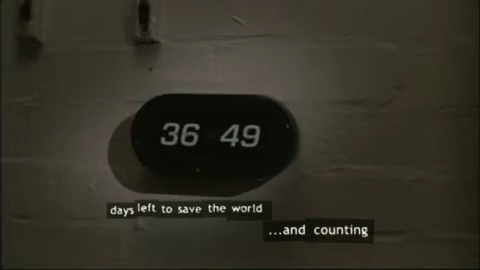 36 49
days left to save the world
...and counting